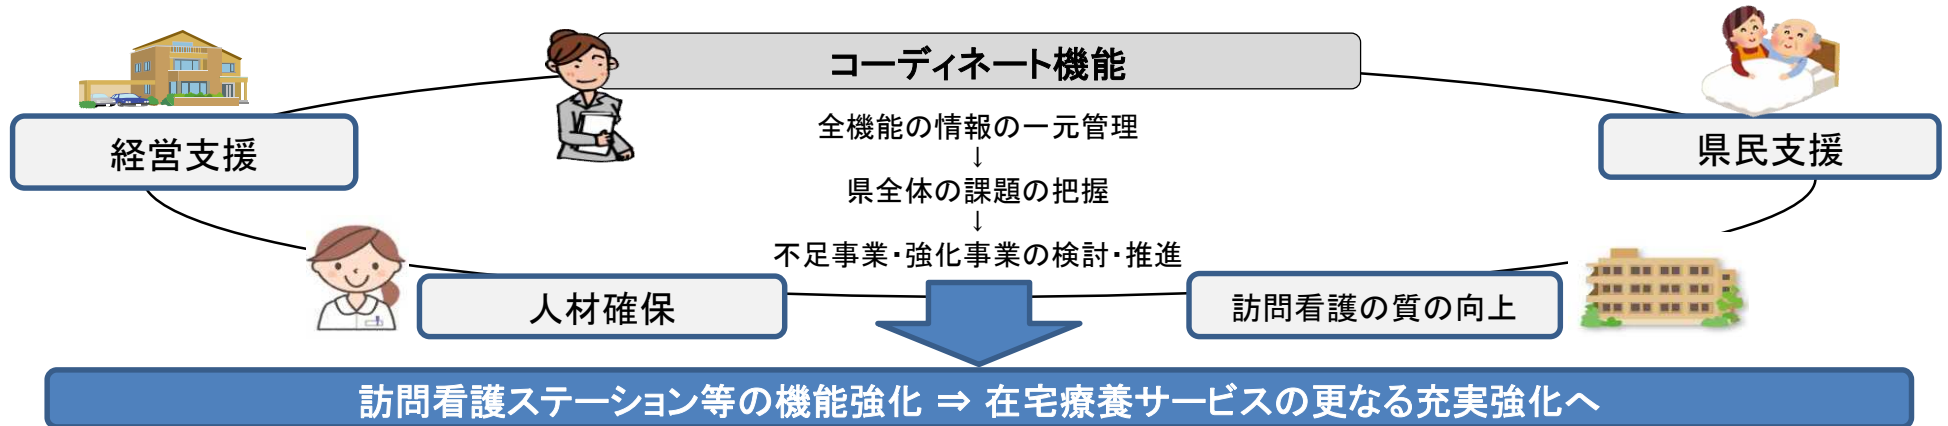 コーディネート機能
経営支援
県民支援
全機能の情報の一元管理
↓
県全体の課題の把握
↓
不足事業・強化事業の検討・推進
人材確保
訪問看護の質の向上
訪問看護ステーション等の機能強化 ⇒ 在宅療養サービスの更なる充実強化へ